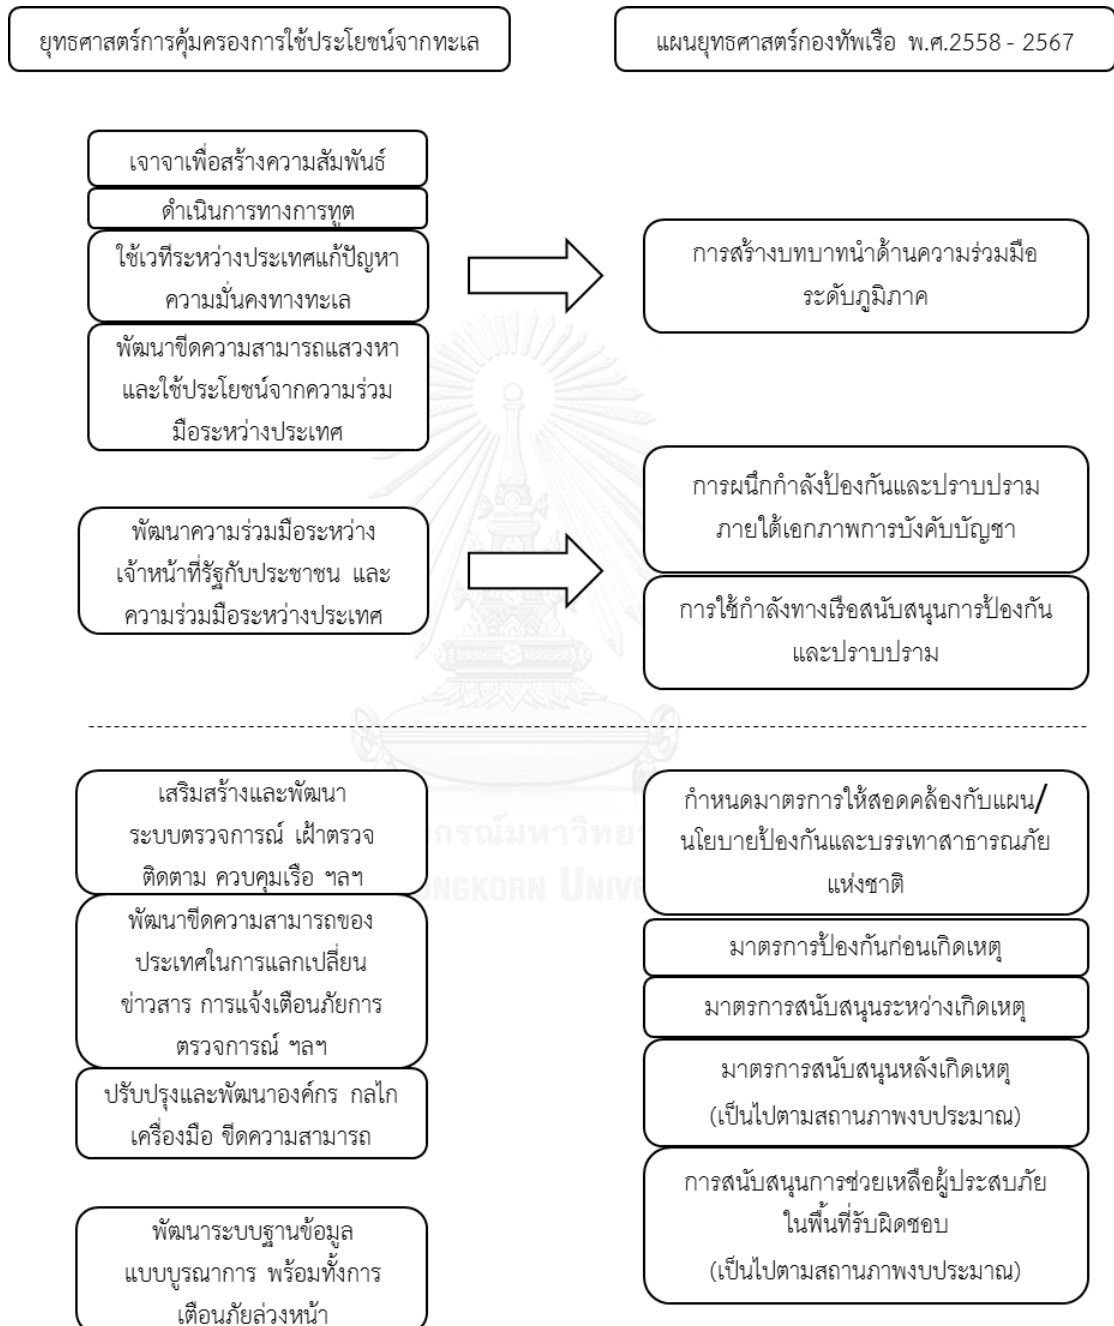 ยุทธศาสตร์การคุ้มครองการใช้ประโยชน์จากทะเล
แผนยุทธศาสตร์กองทัพเรือ พ.ศ.2558 - 2567
เจาจาเพื่อสร้างความสัมพันธ์
ดำเนินการทางการทูต
ใช้เวทีระหว่างประเทศแก้ปัญหา
ความมั่นคงทางทะเล
พัฒนาขีดความสามารถแสวงหา
และใช้ประโยชน์จากความร่วม
มือระหว่างประเทศ
การสร้างบทบาทนำด้านความร่วมมือ
ระดับภูมิภาค
พัฒนาความร่วมมือระหว่าง
เจ้าหน้าที่รัฐกับประชาชน และ
ความร่วมมือระหว่างประเทศ
การผนึกกำลังป้องกันและปราบปราม
ภายใต้เอกภาพการบังคับบัญชา
การใช้กำลังทางเรือสนับสนุนการป้องกัน
และปราบปราม
เสริมสร้างและพัฒนา
ระบบตรวจการณ์ เฝ้าตรวจ
ติดตาม ควบคุมเรือ ฯลฯ
พัฒนาขีดความสามารถของ
ประเทศในการแลกเปลี่ยน
ข่าวสาร การแจ้งเตือนภัยการ
ตรวจการณ์ ฯลฯ
ปรับปรุงและพัฒนาองค์กร กลไก
เครื่องมือ ขีดความสามารถ
พัฒนาระบบฐานข้อมูล
แบบบูรณาการ พร้อมทั้งการ
เตือนภัยล่วงหน้า
กำหนดมาตรการให้สอดคล้องกับแผน/
นโยบายป้องกันและบรรเทาสาธารณภัย
แห่งชาติ
มาตรการป้องกันก่อนเกิดเหตุ
มาตรการสนับสนุนระหว่างเกิดเหตุ
มาตรการสนับสนุนหลังเกิดเหตุ
(เป็นไปตามสถานภาพงบประมาณ)
การสนับสนุนการช่วยเหลือผู้ประสบภัย
ในพื้นที่รับผิดชอบ
(เป็นไปตามสถานภาพงบประมาณ)
กรณ์มหาวิทยา
NGKORN UNIVE